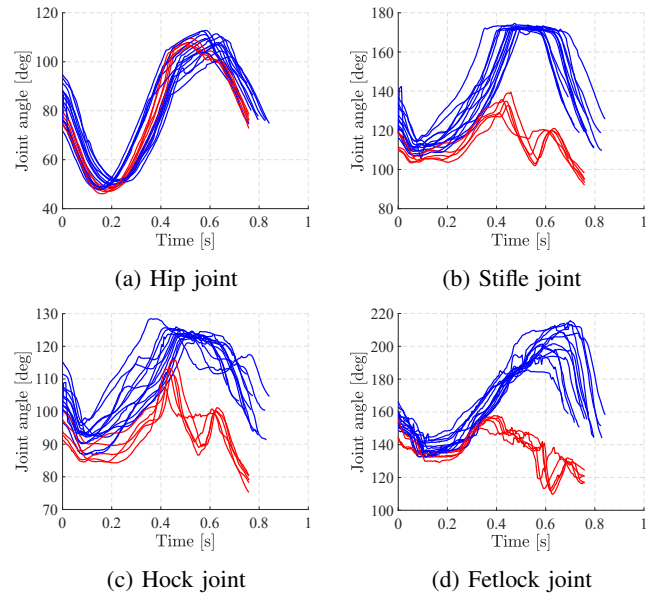 Joint angle [deg]
120
100
80
60
40
0 0.2 0.4 0.6 0.8 1
Time [s]
(a) Hip joint
Joint angle [deg]
180
160
140
120
100
80
0 0.2 0.4 0.6 0.8 1
Time [s]
(b) Stifle joint
Joint angle [deg]
130
120
110
100
90
80
70
0 0.2 0.4 0.6 0.8 1
Time [s]
(c) Hock joint
Joint angle [deg]
220
200
180
160
140
120
100
0 0.2 0.4 0.6 0.8 1
Time [s]
(d) Fetlock joint